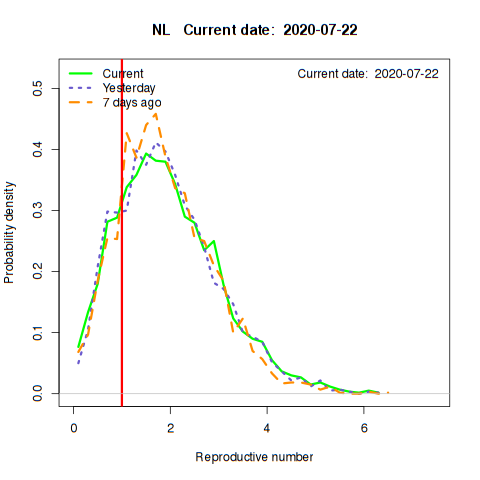 NL Current date: 2020-07-22
Current Current date: 2020-07-22
Yesterday
7 days ago
Probability density
0.5
0.4
0.3
0.2
0.1
0.0
0 2 4 6
Reproductive number